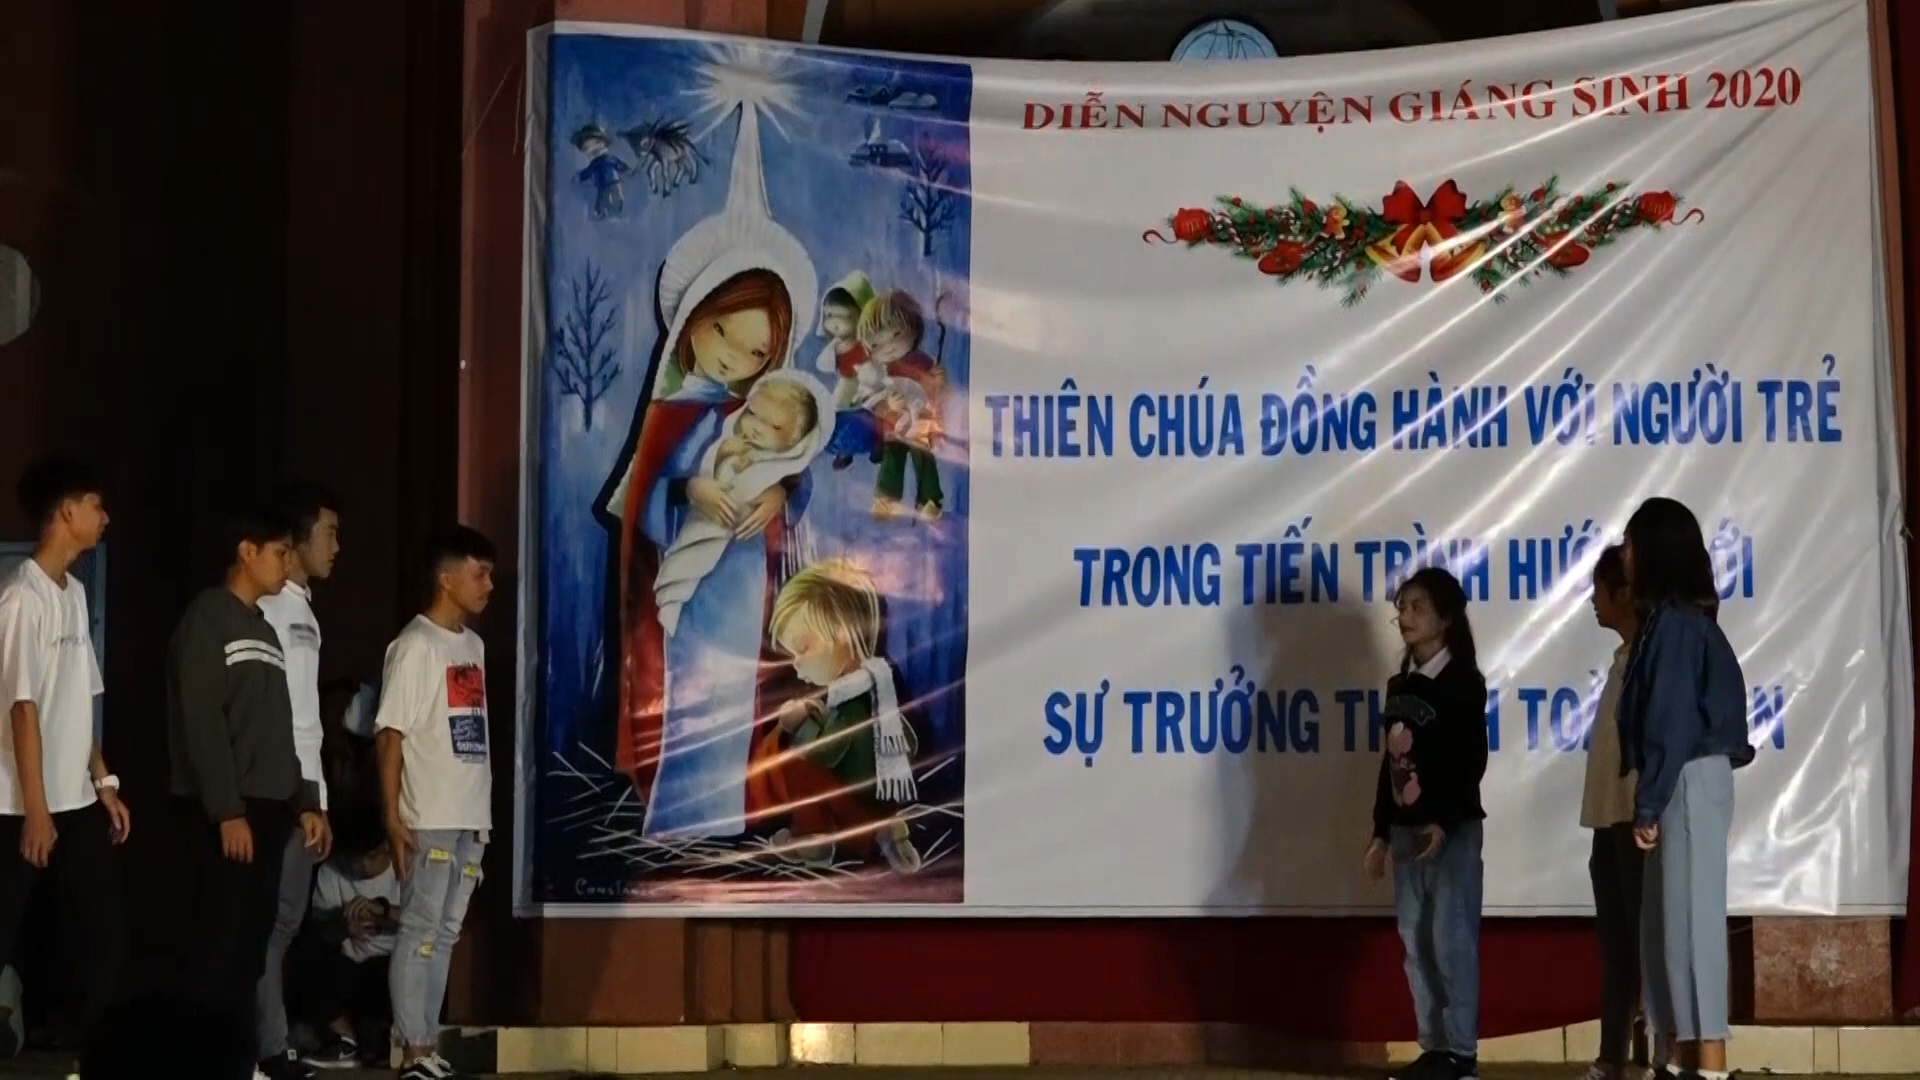 DIỄN NGUYỆN GIÁNG SINH 2020
THIÊN CHÚA ĐỒNG HÀNH VỚI NGƯỜI TRẺ
TRONG TIẾN TRÌNH
SỰ TRƯỞNG